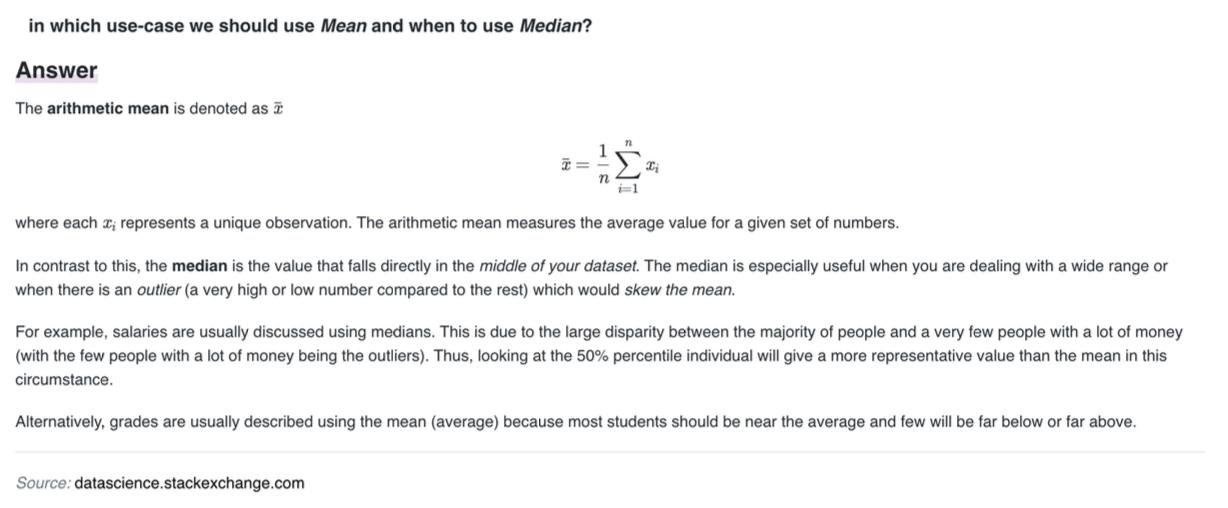 in which use-case we should use Mean and when to use Median?
Answer
The arithmetic mean is denoted as x̄
x̄ = 1/n ∑_{i=1}^{n} x_i
where each x_i represents a unique observation. The arithmetic mean measures the average value for a given set of numbers.
In contrast to this, the median is the value that falls directly in the middle of your dataset. The median is especially useful when you are dealing with a wide range or
when there is an outlier (a very high or low number compared to the rest) which would skew the mean.
For example, salaries are usually discussed using medians. This is due to the large disparity between the majority of people and a very few people with a lot of money
(with the few people with a lot of money being the outliers). Thus, looking at the 50% percentile individual will give a more representative value than the mean in this
circumstance.
Alternatively, grades are usually described using the mean (average) because most students should be near the average and few will be far below or far above.
Source: datascience.stackexchange.com